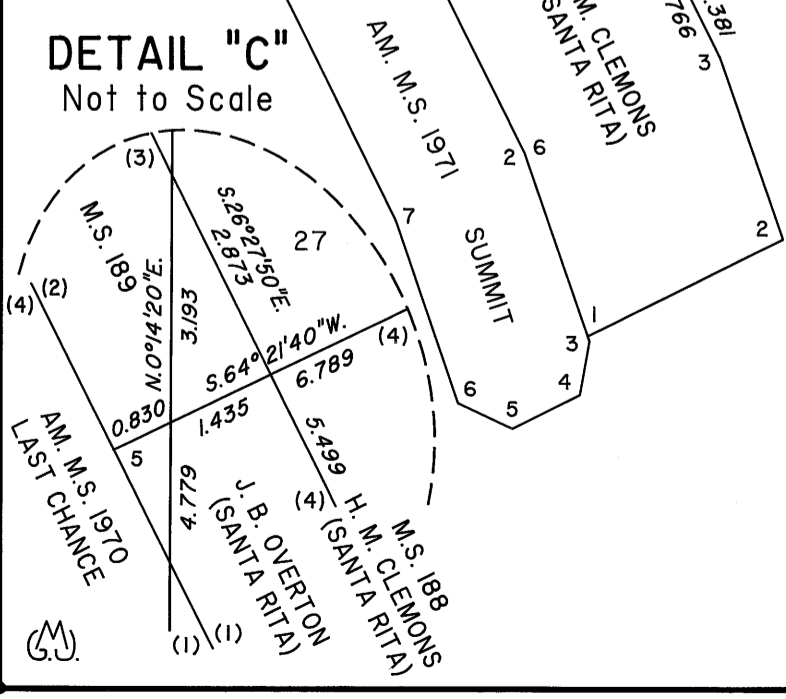 DETAIL "C"
Not to Scale
(3)
M.S. 189
(4) (2)
N.0°14'20"E.
3.193
S.26°27'50"E.
2.873
27
S.64°21'40"W.
6.789
(4)
0.830
1.435
5
4.779
5.499
(4)
AM. M.S. 1970
LAST CHANCE
J. B. OVERTON
(SANTA RITA)
M.S. 188
H. M. CLEMONS
(SANTA RITA)
(1) (1)
G.M.J.
AM. M.S. 1971
SUMMIT
7
2
6
1
3
4
5
6
M. CLEMONS
SANTA RITA)
.381
766
3
2